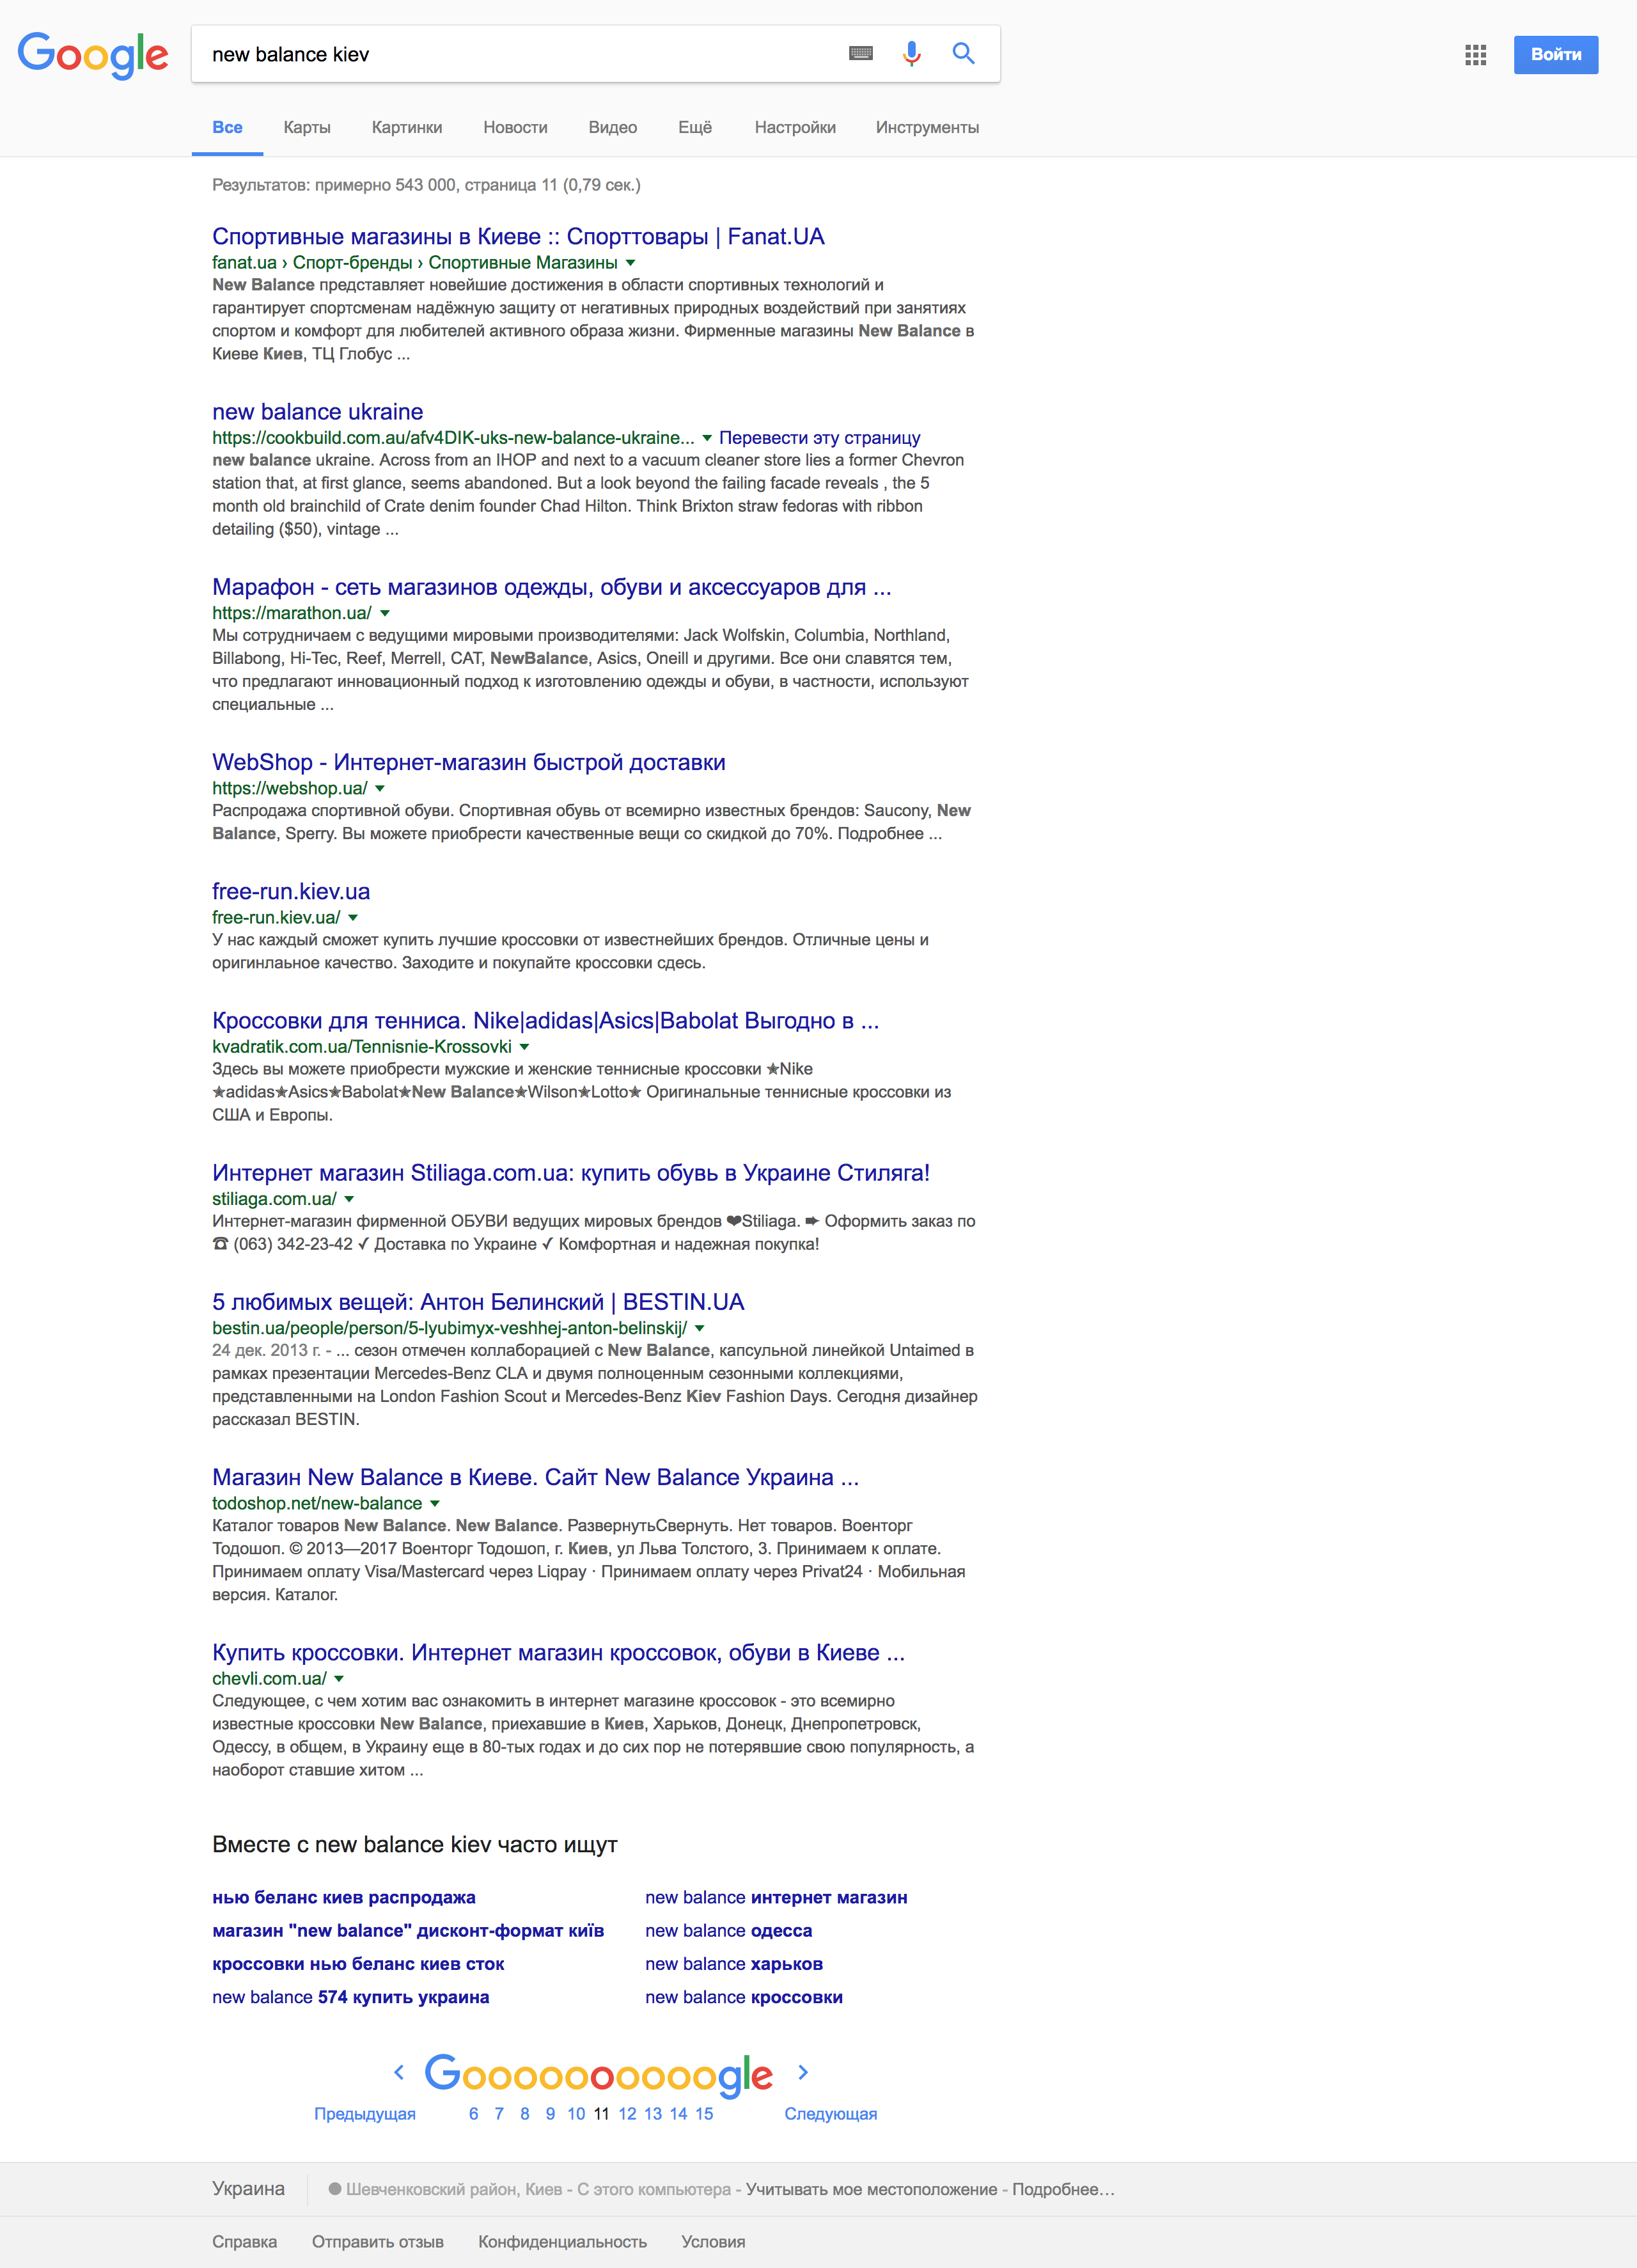 Google
new balance kiev
Войти
Все Карты Картинки Новости Видео Ещё Настройки Инструменты
Результатов: примерно 543 000, страница 11 (0,79 сек.)
Спортивные магазины в Киеве :: Спорттовары | Fanat.UA
fanat.ua › Спорт-бренды › Спортивные Магазины
New Balance представляет новейшие достижения в области спортивных технологий и
гарантирует спортсменам надёжную защиту от негативных природных воздействий при занятиях
спортом и комфорт для любителей активного образа жизни. Фирменные магазины New Balance в
Киеве Киев, ТЦ Глобус ...
new balance ukraine
https://cookbuild.com.au/afv4DIK-uks-new-balance-ukraine... Перевести эту страницу
new balance ukraine. Across from an IHOP and next to a vacuum cleaner store lies a former Chevron
station that, at first glance, seems abandoned. But a look beyond the failing facade reveals , the 5
month old brainchild of Crate denim founder Chad Hilton. Think Brixton straw fedoras with ribbon
detailing ($50), vintage ...
Марафон - сеть магазинов одежды, обуви и аксессуаров для ...
https://marathon.ua/
Мы сотрудничаем с ведущими мировыми производителями: Jack Wolfskin, Columbia, Northland,
Billabong, Hi-Tec, Reef, Merrell, CAT, NewBalance, Asics, Oneill и другими. Все они славятся тем,
что предлагают инновационный подход к изготовлению одежды и обуви, в частности, используют
специальные ...
WebShop - Интернет-магазин быстрой доставки
https://webshop.ua/
Распродажа спортивной обуви. Спортивная обувь от всемирно известных брендов: Saucony, New
Balance, Sperry. Вы можете приобрести качественные вещи со скидкой до 70%. Подробнее ...
free-run.kiev.ua
free-run.kiev.ua/
У нас каждый сможет купить лучшие кроссовки от известнейших брендов. Отличные цены и
оригинлаьное качество. Заходите и покупайте кроссовки сдесь.
Кроссовки для тенниса. Nike|adidas|Asics|Babolat Выгодно в ...
kvadratik.com.ua/Tennisnie-Krossovki
Здесь вы можете приобрести мужские и женские теннисные кроссовки ✯Nike
✯adidas✯Asics✯Babolat✯New Balance✯Wilson✯Lotto✯ Оригинальные теннисные кроссовки из
США и Европы.
Интернет магазин Stiliaga.com.ua: купить обувь в Украине Стиляга!
stiliaga.com.ua/
Интернет-магазин фирменной ОБУВИ ведущих мировых брендов ❤Stiliaga. ➨ Оформить заказ по
☎ (063) 342-23-42 ✓ Доставка по Украине ✓ Комфортная и надежная покупка!
5 любимых вещей: Антон Белинский | BESTIN.UA
bestin.ua/people/person/5-lyubimyx-veshhej-anton-belinskij/
24 дек. 2013 г. - ... сезон отмечен коллаборацией с New Balance, капсульной линейкой Untaimed в
рамках презентации Mercedes-Benz CLA и двумя полноценным сезонными коллекциями,
представленными на London Fashion Scout и Mercedes-Benz Kiev Fashion Days. Сегодня дизайнер
рассказал BESTIN.
Магазин New Balance в Киеве. Сайт New Balance Украина ...
todoshop.net/new-balance
Каталог товаров New Balance. New Balance. РазвернутьСвернуть. Нет товаров. Военторг
Тодошоп. © 2013—2017 Военторг Тодошоп, г. Киев, ул Льва Толстого, 3. Принимаем к оплате.
Принимаем оплату Visa/Mastercard через Liqpay · Принимаем оплату через Privat24 · Мобильная
версия. Каталог.
Купить кроссовки. Интернет магазин кроссовок, обуви в Киеве ...
chevli.com.ua/
Следующее, с чем хотим вас ознакомить в интернет магазине кроссовок - это всемирно
известные кроссовки New Balance, приехавшие в Киев, Харьков, Донецк, Днепропетровск,
Одессу, в общем, в Украину еще в 80-тых годах и до сих пор не потерявшие свою популярность, а
наоборот ставшие хитом ...
Вместе с new balance kiev часто ищут
нью беланс киев распродажа new balance интернет магазин
магазин "new balance" дисконт-формат київ new balance одесса
кроссовки нью беланс киев сток new balance харьков
new balance 574 купить украина new balance кроссовки
Goooooooooogle
Предыдущая 6 7 8 9 10 11 12 13 14 15 Следующая
Украина Шевченковский район, Киев - С этого компьютера - Учитывать мое местоположение - Подробнее…
Справка Отправить отзыв Конфиденциальность Условия